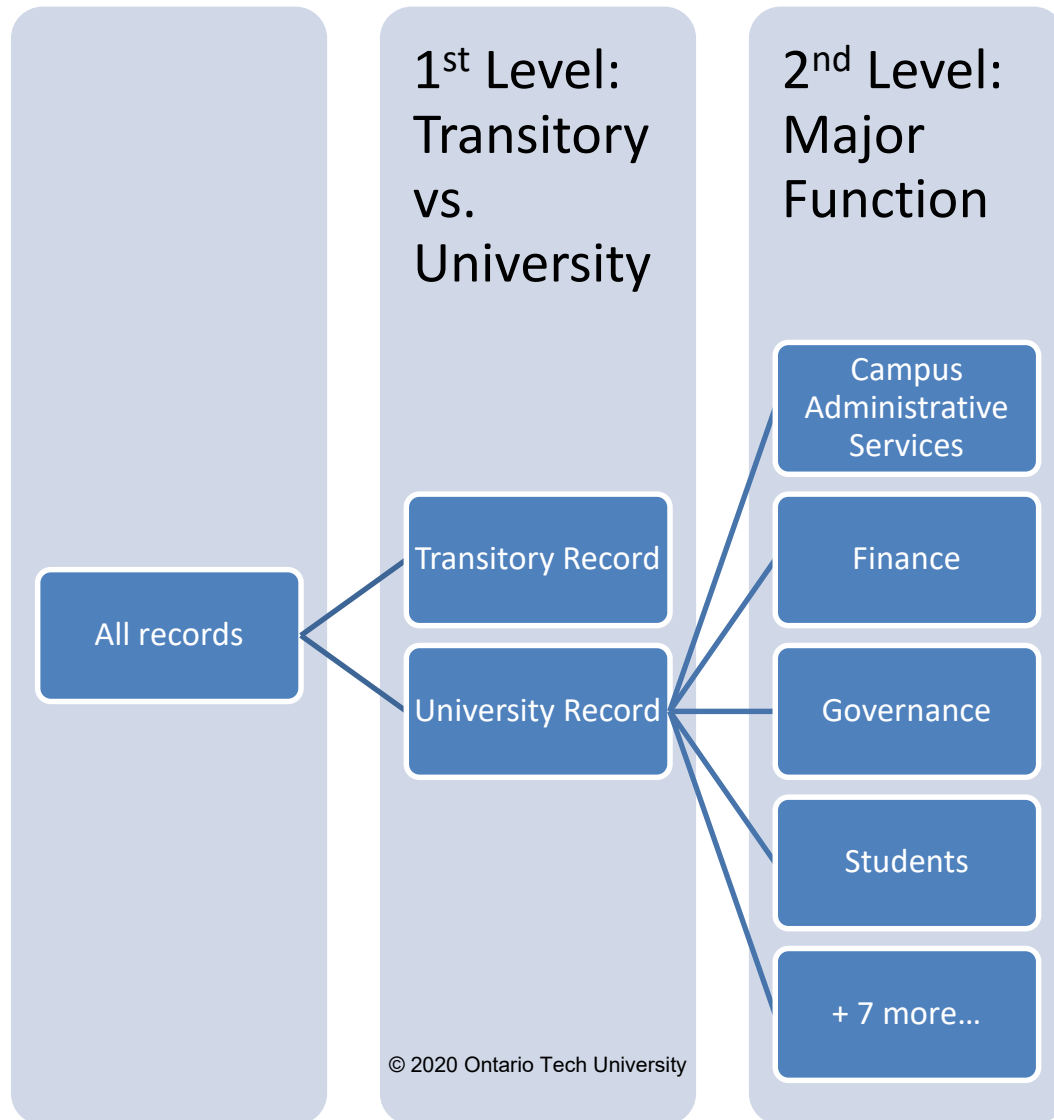 1st Level:
Transitory
vs.
University
2nd Level:
Major
Function
All records
Transitory Record
University Record
Campus
Administrative
Services
Finance
Governance
Students
+ 7 more…
© 2020 Ontario Tech University